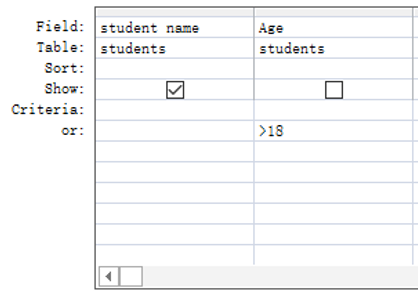 Field: student name Age
Table: students students
Sort:
Show:
Criteria:
or: >18